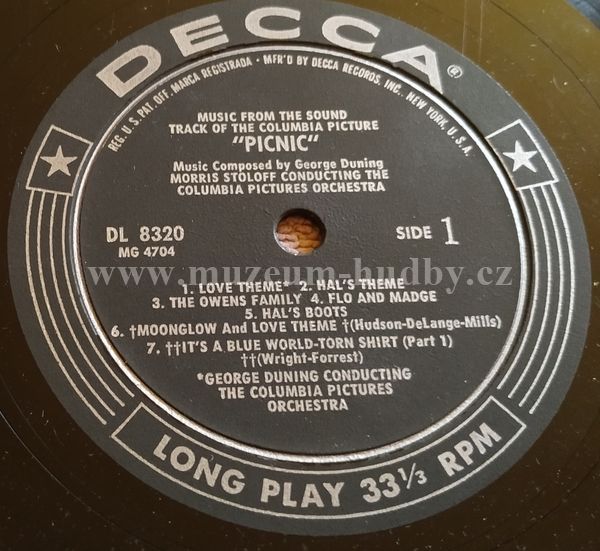 DECCA®
REG. U.S. PAT. OFF. MARCA REGISTRADA • MFR'D BY DECCA RECORDS, INC., NEW YORK, U.S.A.
MUSIC FROM THE SOUND
TRACK OF THE COLUMBIA PICTURE
"PICNIC"
Music Composed by George Duning
MORRIS STOLOFF CONDUCTING THE
COLUMBIA PICTURES ORCHESTRA
DL 8320
MG 4704
SIDE 1
www.muzeum-hudby.cz
1. LOVE THEME* 2. HAL'S THEME
3. THE OWENS FAMILY 4. FLO AND MADGE
5. HAL'S BOOTS
6. †MOONGLOW And LOVE THEME †(Hudson-DeLange-Mills)
7. ††IT'S A BLUE WORLD-TORN SHIRT (Part 1)
††(Wright-Forrest)
*GEORGE DUNING CONDUCTING
THE COLUMBIA PICTURES
ORCHESTRA
LONG PLAY 33⅓ RPM